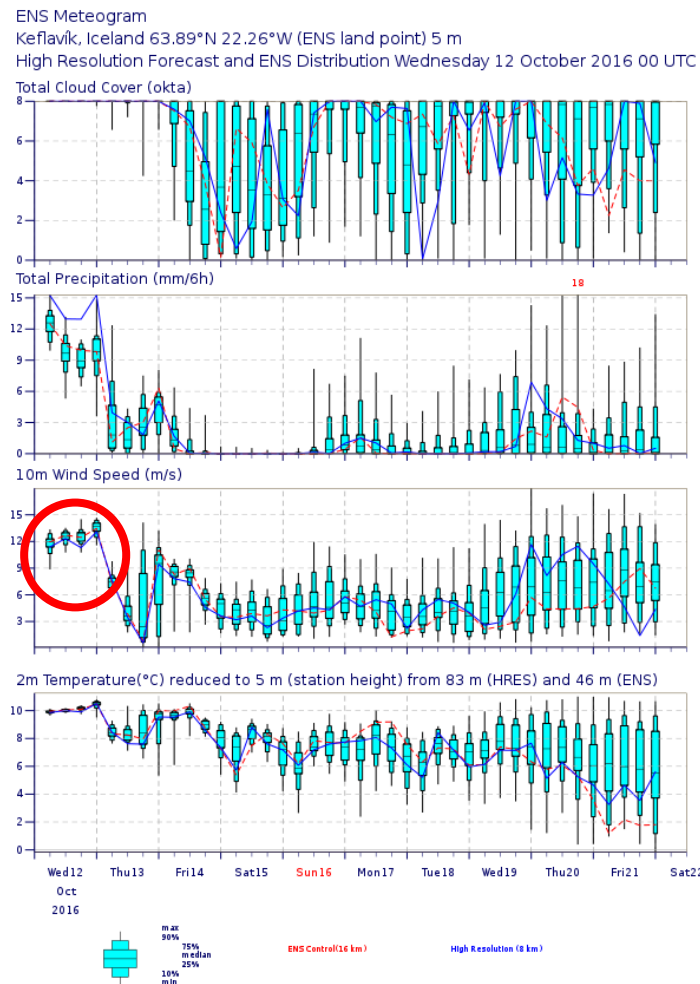 ENS Meteogram
Keflavík, Iceland 63.89°N 22.26°W (ENS land point) 5 m
High Resolution Forecast and ENS Distribution Wednesday 12 October 2016 00 UTC
Total Cloud Cover (okta)
8
6
4
2
0
Total Precipitation (mm/6h)
18
15
12
9
6
3
0
10m Wind Speed (m/s)
15
12
9
6
3
2m Temperature(°C) reduced to 5 m (station height) from 83 m (HRES) and 46 m (ENS)
10
8
6
4
2
0
Wed12 Thu13 Fri14 Sat15 Sun16 Mon17 Tue18 Wed19 Thu20 Fri21 Sat22
Oct
2016
max
90%
75%
median
25%
10%
min
ENS Control(16 km) High Resolution (8 km)